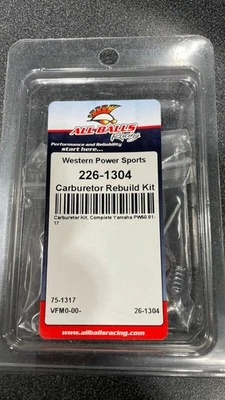 ALL BALLS
Racing
Performance and Reliability
start here...
Western Power Sports
226-1304
Carburetor Rebuild Kit
Carburetor Kit, Complete Yamaha PW50 81-
17
75-1317
VFM0-00- 26-1304
www.allballsracing.com